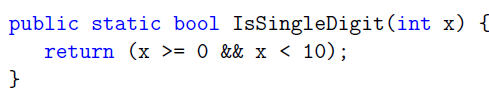 public static bool IsSingleDigit(int x) {
   return (x >= 0 && x < 10);
}